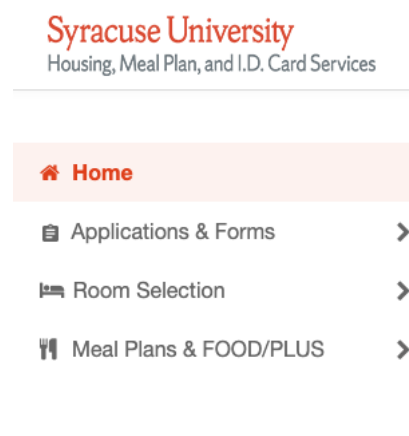 Syracuse University
Housing, Meal Plan, and I.D. Card Services
Home
Applications & Forms
Room Selection
Meal Plans & FOOD/PLUS